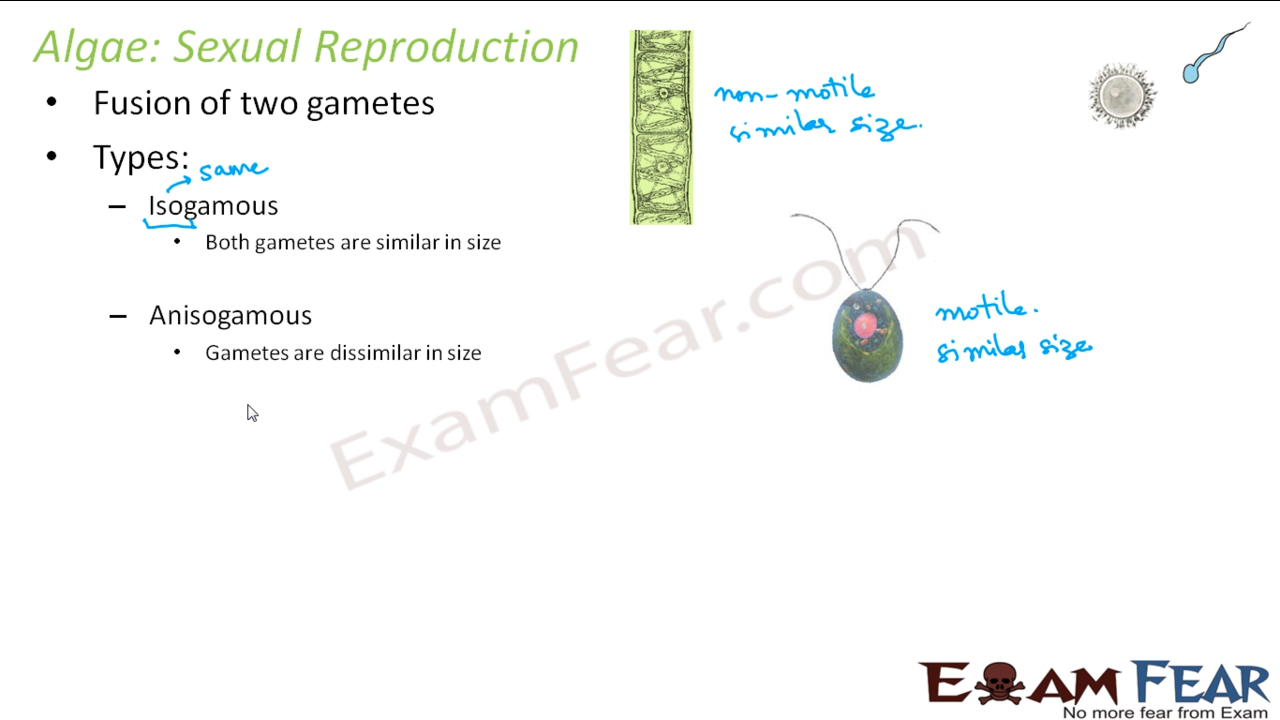 Algae: Sexual Reproduction
• Fusion of two gametes
• Types:
same
– Isogamous
• Both gametes are similar in size
– Anisogamous
• Gametes are dissimilar in size
non-motile
similar size.
motile.
similar size
ExamFear.com
EXAM FEAR
No more fear from Exam